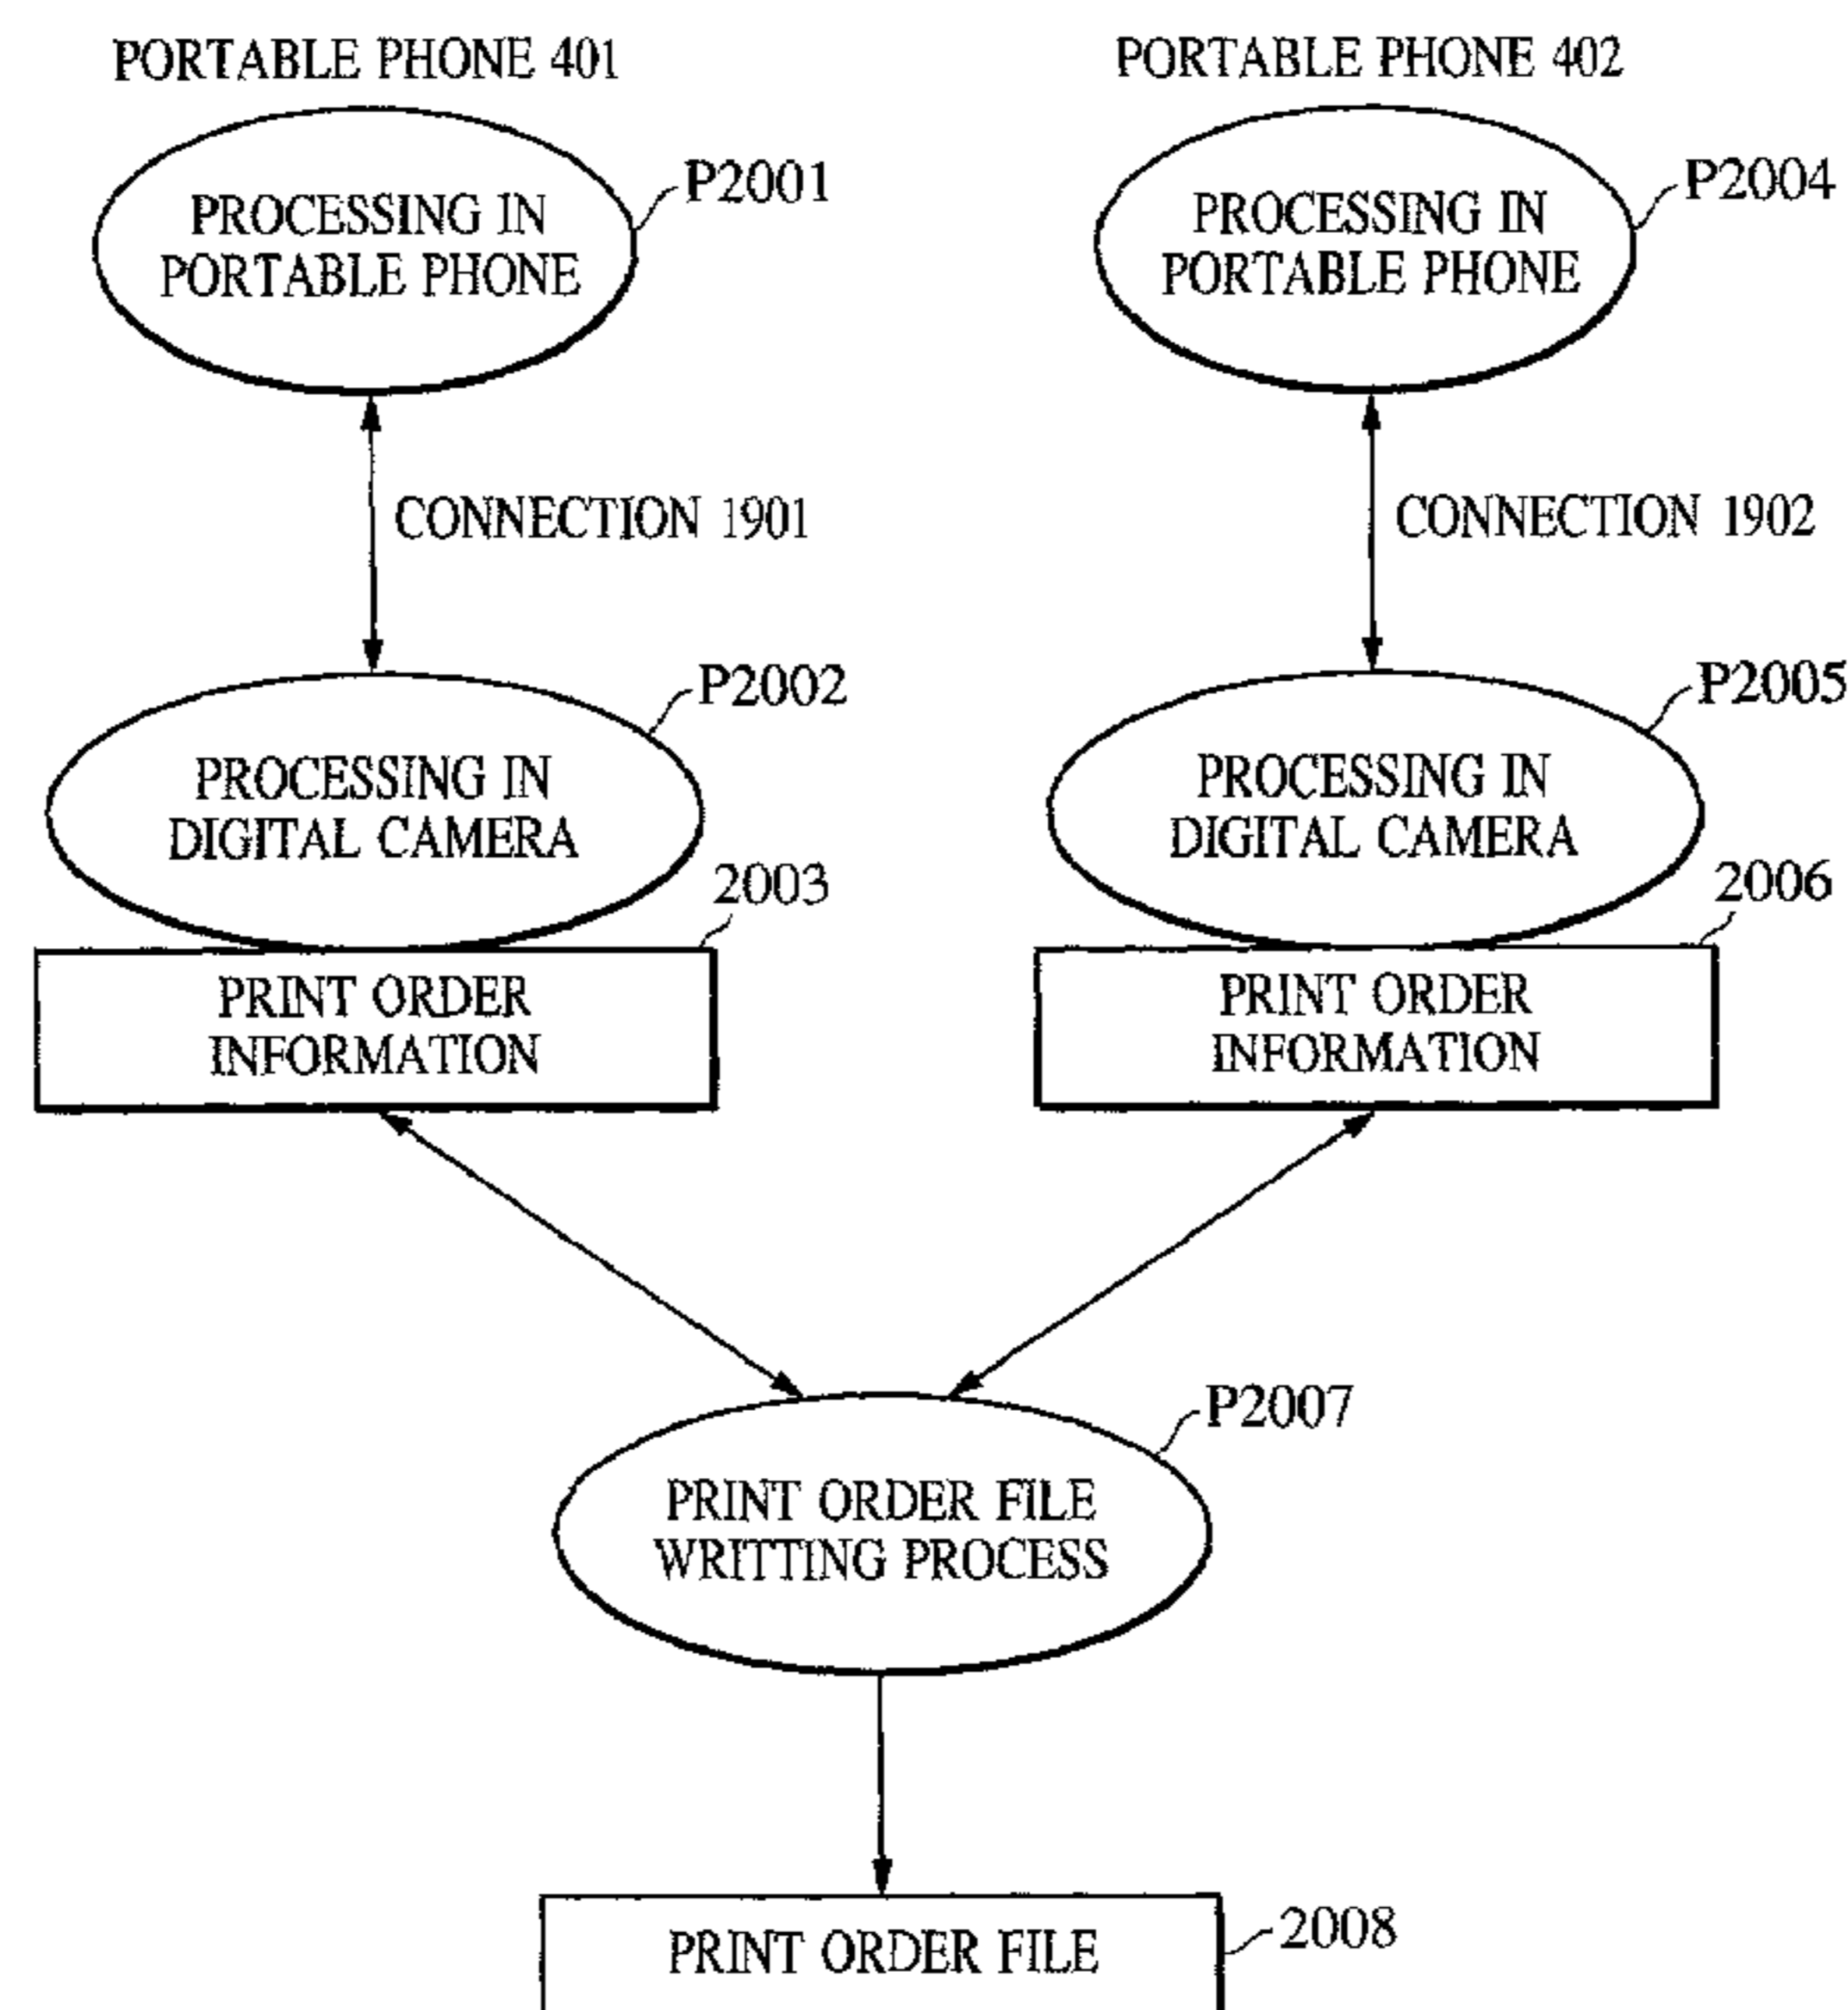 PORTABLE PHONE 401
PORTABLE PHONE 402
PROCESSING IN
PORTABLE PHONE
P2001
PROCESSING IN
PORTABLE PHONE
P2004
CONNECTION 1901
CONNECTION 1902
P2002
PROCESSING IN
DIGITAL CAMERA
P2005
PROCESSING IN
DIGITAL CAMERA
2003
PRINT ORDER
INFORMATION
2006
PRINT ORDER
INFORMATION
P2007
PRINT ORDER FILE
WRITTING PROCESS
PRINT ORDER FILE
2008